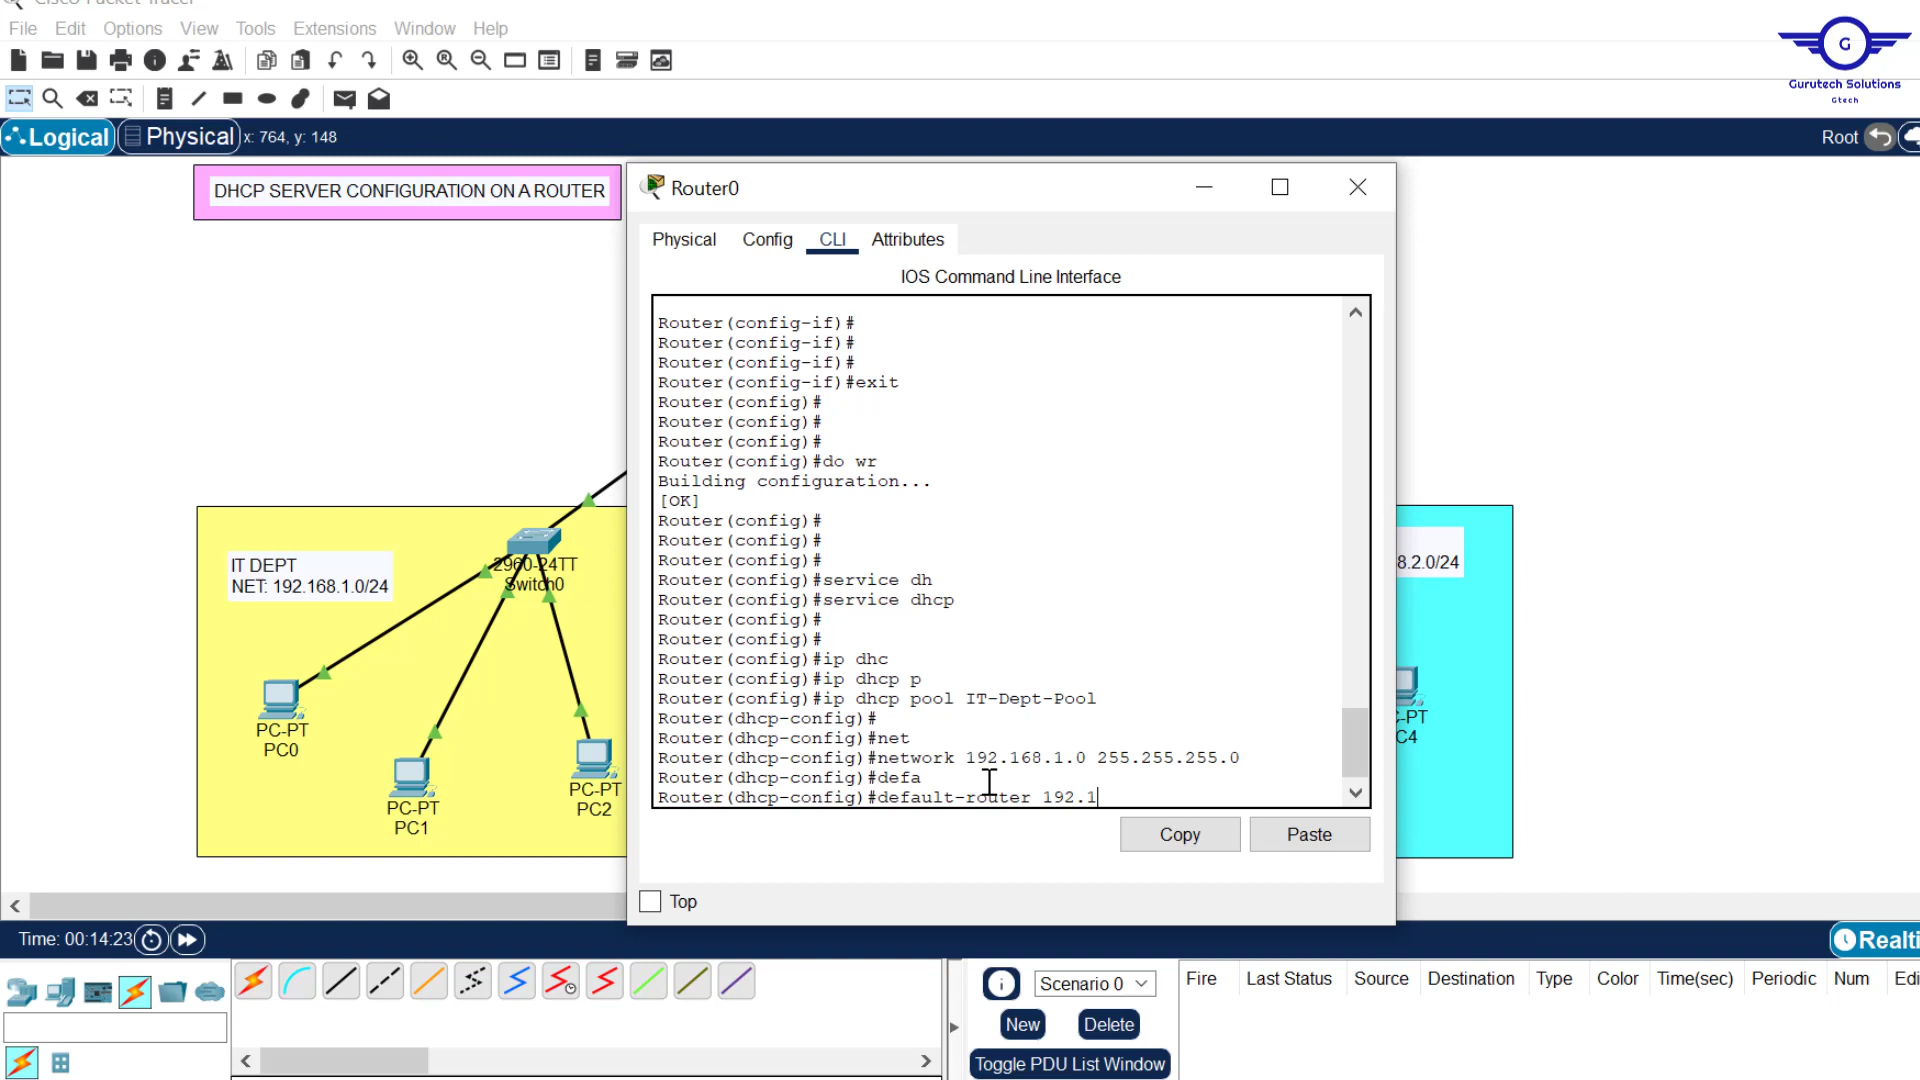 Cisco Packet Tracer
File Edit Options View Tools Extensions Window Help
G
Gurutech Solutions
Gtech
Logical Physical x: 764, y: 148
Root
DHCP SERVER CONFIGURATION ON A ROUTER
Router0
Physical Config CLI Attributes
IOS Command Line Interface
Router(config-if)#
Router(config-if)#
Router(config-if)#
Router(config-if)#exit
Router(config)#
Router(config)#
Router(config)#
Router(config)#do wr
Building configuration...
[OK]
Router(config)#
Router(config)#
Router(config)#
Router(config)#service dh
Router(config)#service dhcp
Router(config)#
Router(config)#
Router(config)#ip dhc
Router(config)#ip dhcp p
Router(config)#ip dhcp pool IT-Dept-Pool
Router(dhcp-config)#
Router(dhcp-config)#net
Router(dhcp-config)#network 192.168.1.0 255.255.255.0
Router(dhcp-config)#defa
Router(dhcp-config)#default-router 192.1
Copy Paste
Top
IT DEPT
NET: 192.168.1.0/24
2960-24TT
Switch0
PC-PT
PC0
PC-PT
PC1
PC-PT
PC2
8.2.0/24
C-PT
C4
Time: 00:14:23
Realti
Scenario 0
New Delete
Toggle PDU List Window
Fire Last Status Source Destination Type Color Time(sec) Periodic Num Edi